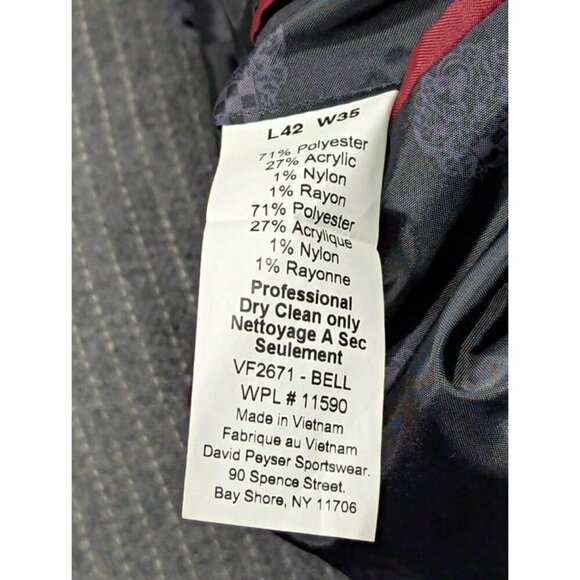 L42 W35
71% Polyester
27% Acrylic
1% Nylon
1% Rayon
71% Polyester
27% Acrylique
1% Nylon
1% Rayonne
Professional
Dry Clean only
Nettoyage A Sec
Seulement
VF2671 - BELL
WPL # 11590
Made in Vietnam
Fabrique au Vietnam
David Peyser Sportswear.
90 Spence Street.
Bay Shore, NY 11706